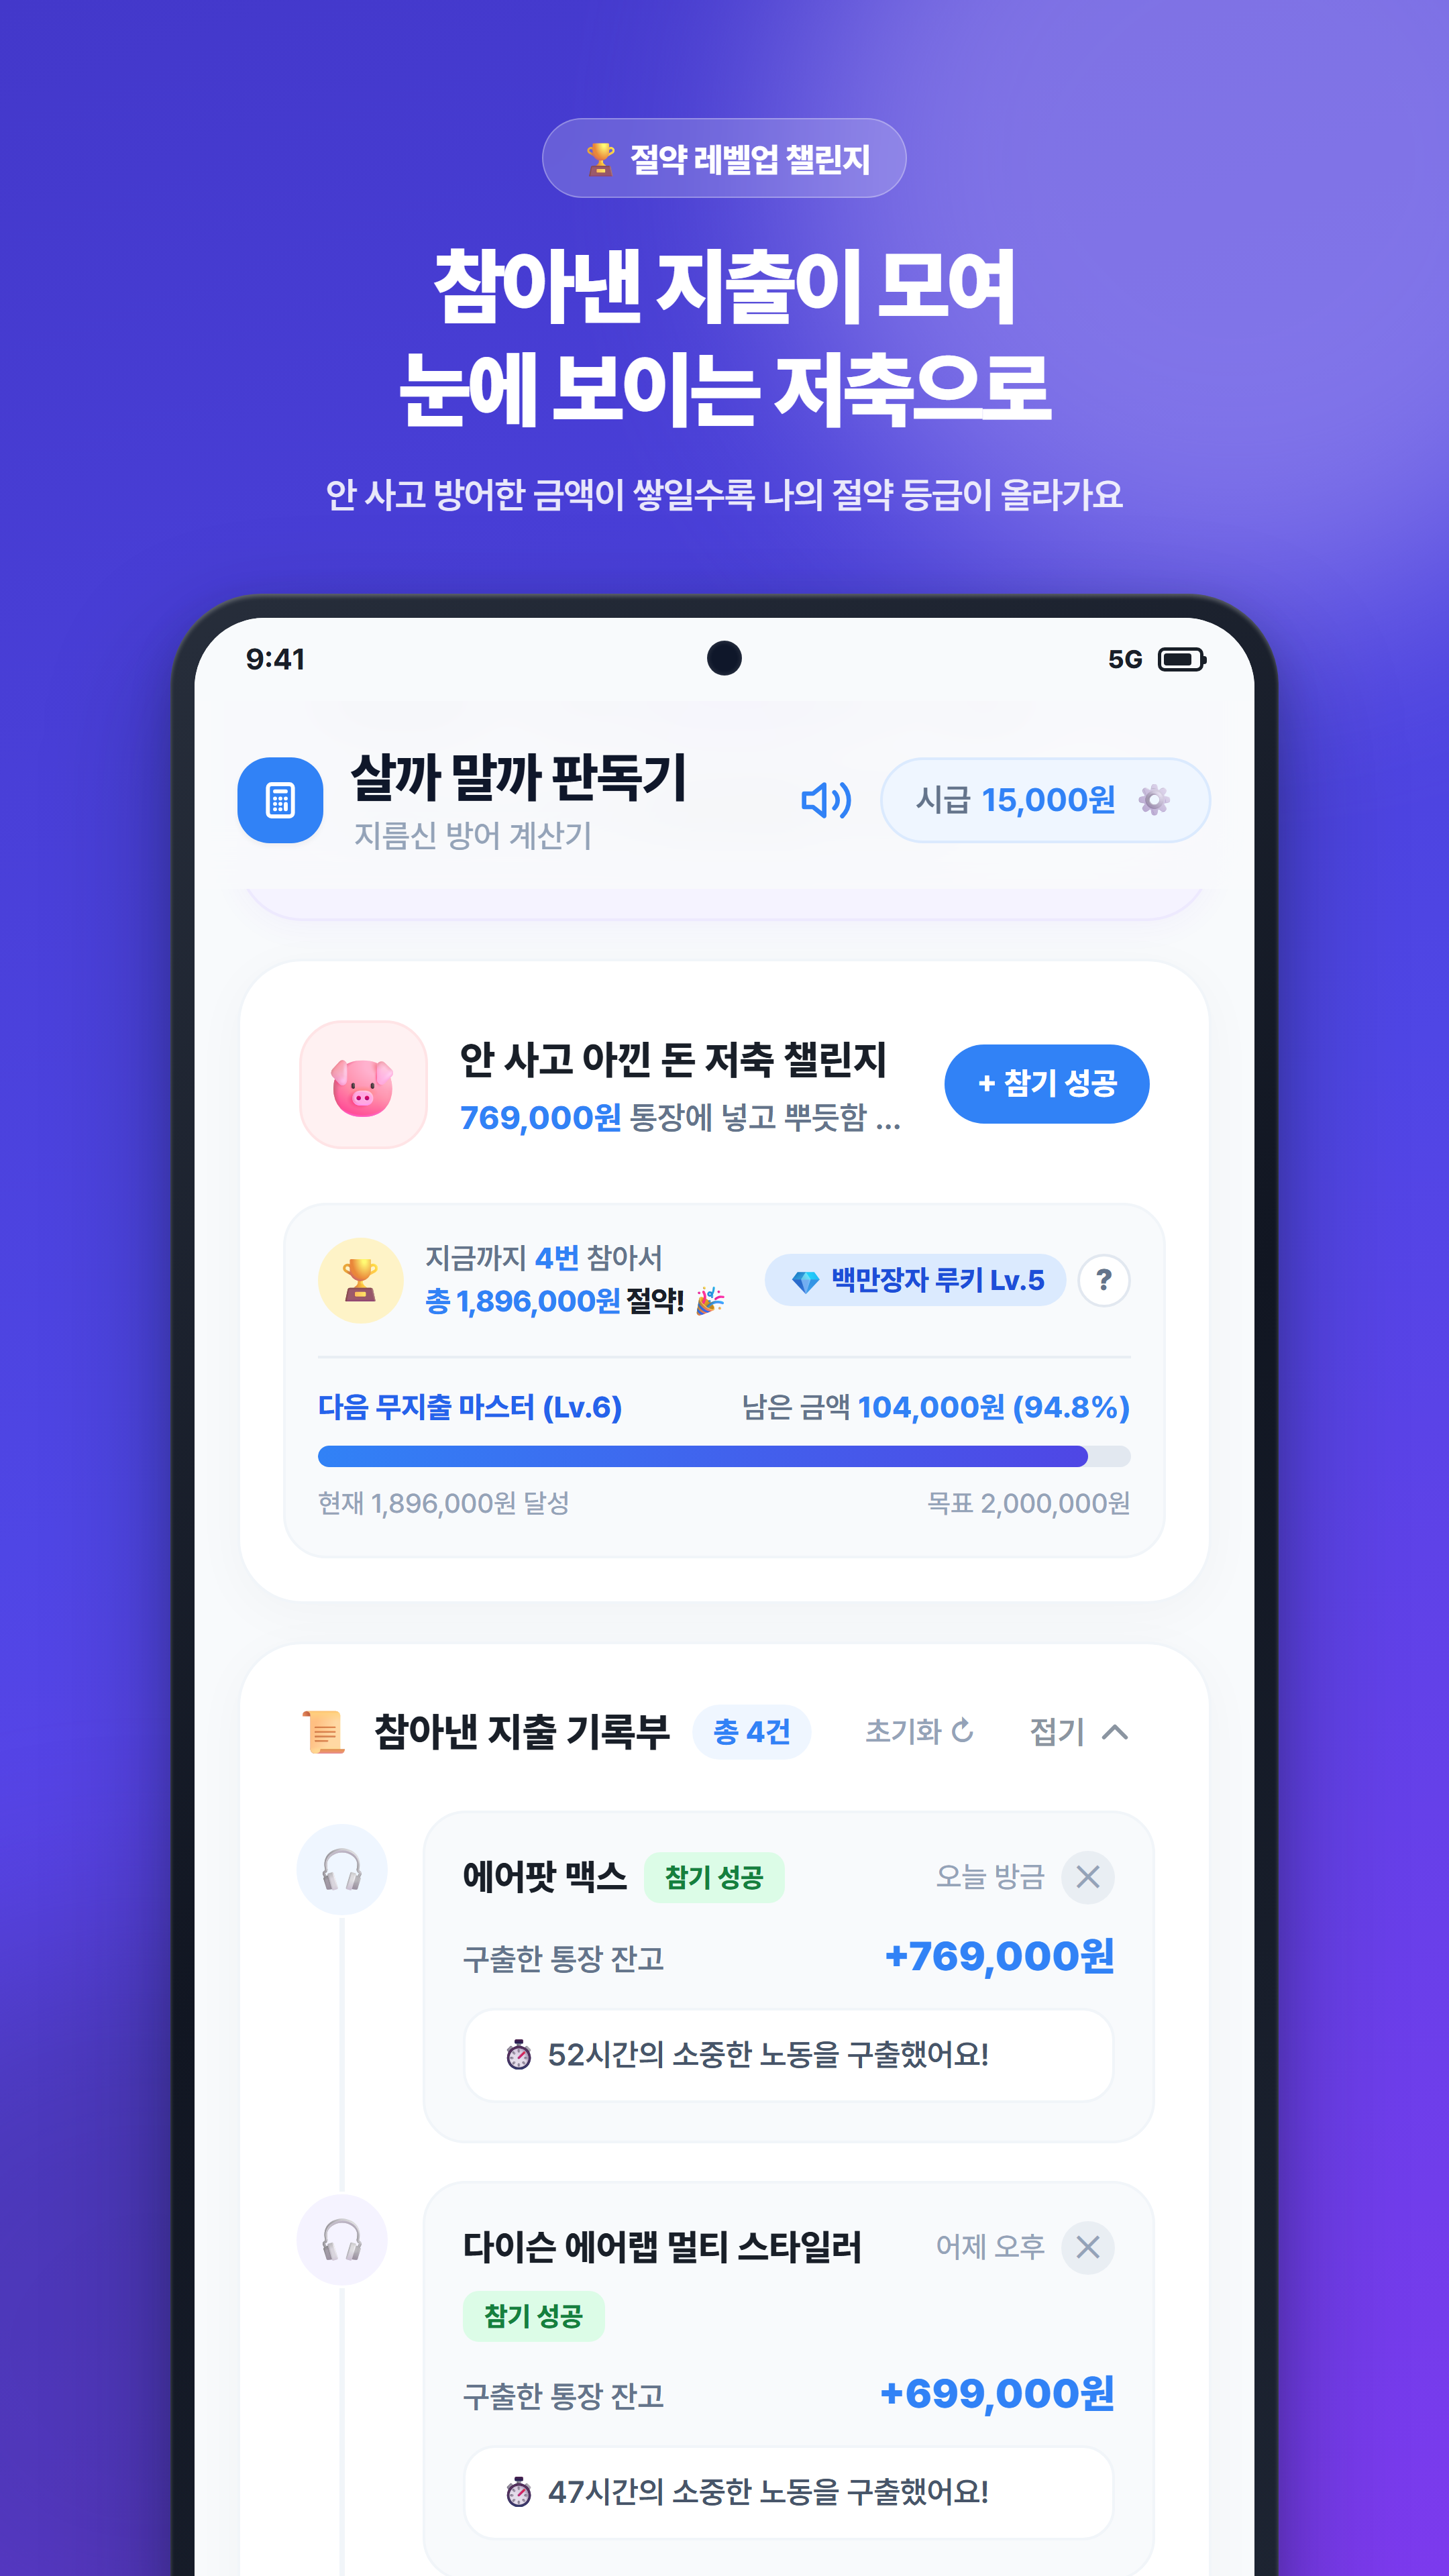 🏆 절약 레벨업 챌린지
참아낸 지출이 모여
눈에 보이는 저축으로
안 사고 방어한 금액이 쌓일수록 나의 절약 등급이 올라가요
9:41
5G
살까 말까 판독기
지름신 방어 계산기
시급 15,000원
안 사고 아낀 돈 저축 챌린지
769,000원 통장에 넣고 뿌듯함 ...
+ 참기 성공
지금까지 4번 참아서
총 1,896,000원 절약! 🎉
💎 백만장자 루키 Lv.5
?
다음 무지출 마스터 (Lv.6)
남은 금액 104,000원 (94.8%)
현재 1,896,000원 달성
목표 2,000,000원
참아낸 지출 기록부
총 4건
초기화 ↻
접기
에어팟 맥스
참기 성공
오늘 방금
구출한 통장 잔고
+769,000원
⏱ 52시간의 소중한 노동을 구출했어요!
다이슨 에어랩 멀티 스타일러
어제 오후
참기 성공
구출한 통장 잔고
+699,000원
⏱ 47시간의 소중한 노동을 구출했어요!